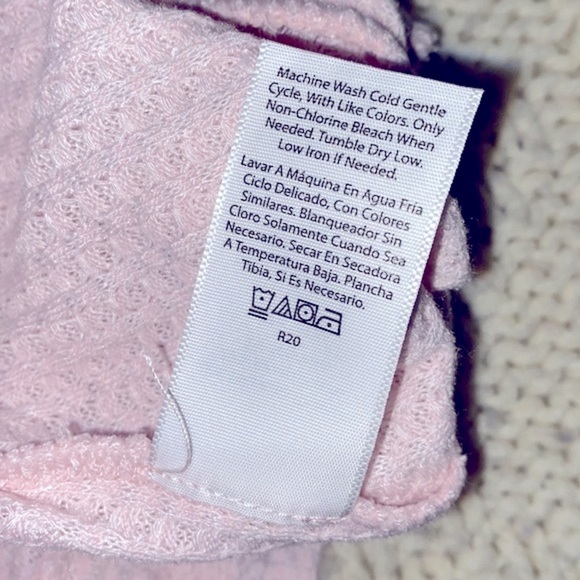 Machine Wash Cold Gentle
Cycle, With Like Colors. Only
Non-Chlorine Bleach When
Needed. Tumble Dry Low.
Low Iron If Needed.
Lavar A Máquina En Agua Fría
Ciclo Delicado, Con Colores
Similares. Blanqueador Sin
Cloro Solamente Cuando Sea
Necesario. Secar En Secadora
A Temperatura Baja. Plancha
Tibia, Si Es Necesario.
R20